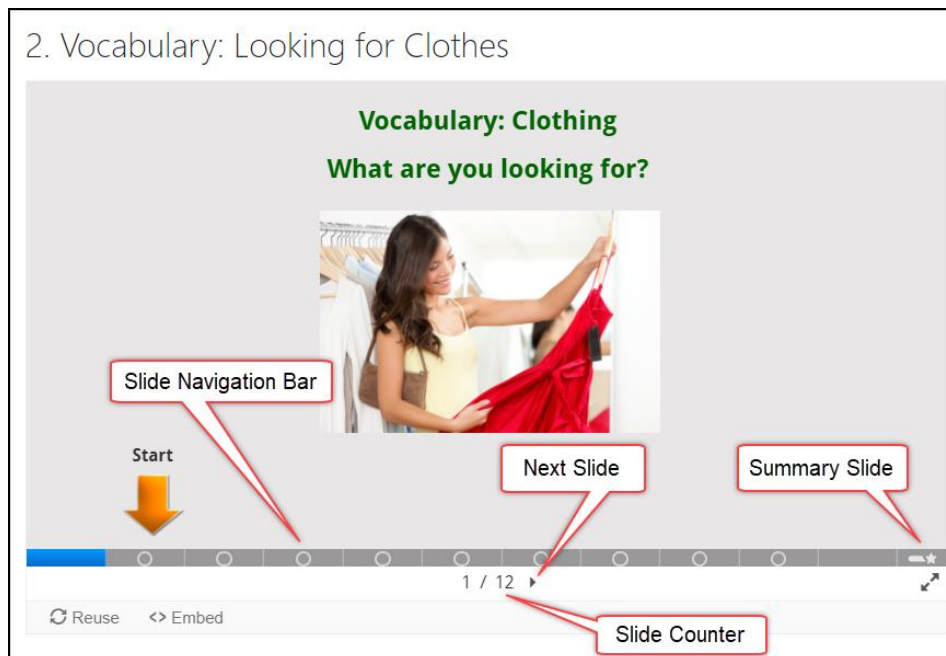 2. Vocabulary: Looking for Clothes
Vocabulary: Clothing
What are you looking for?
Slide Navigation Bar
Start
Next Slide
Summary Slide
1 / 12
Reuse
<> Embed
Slide Counter